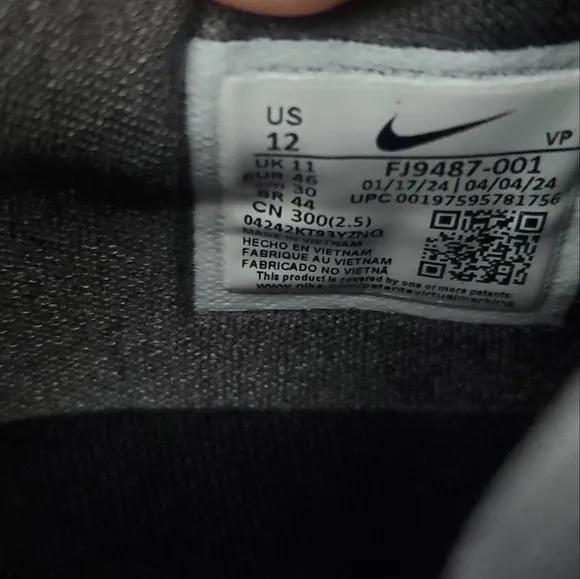 US
12
VP
UK 11
EUR 46
cm 30
BR 44
CN 300(2.5)
FJ9487-001
01/17/24 | 04/04/24
UPC 00197595781756
04242KT93YZNO
MADE IN VIETNAM
HECHO EN VIETNAM
FABRIQUE AU VIETNAM
FABRICADO NO VIETNÃ
This product is covered by one or more patents.